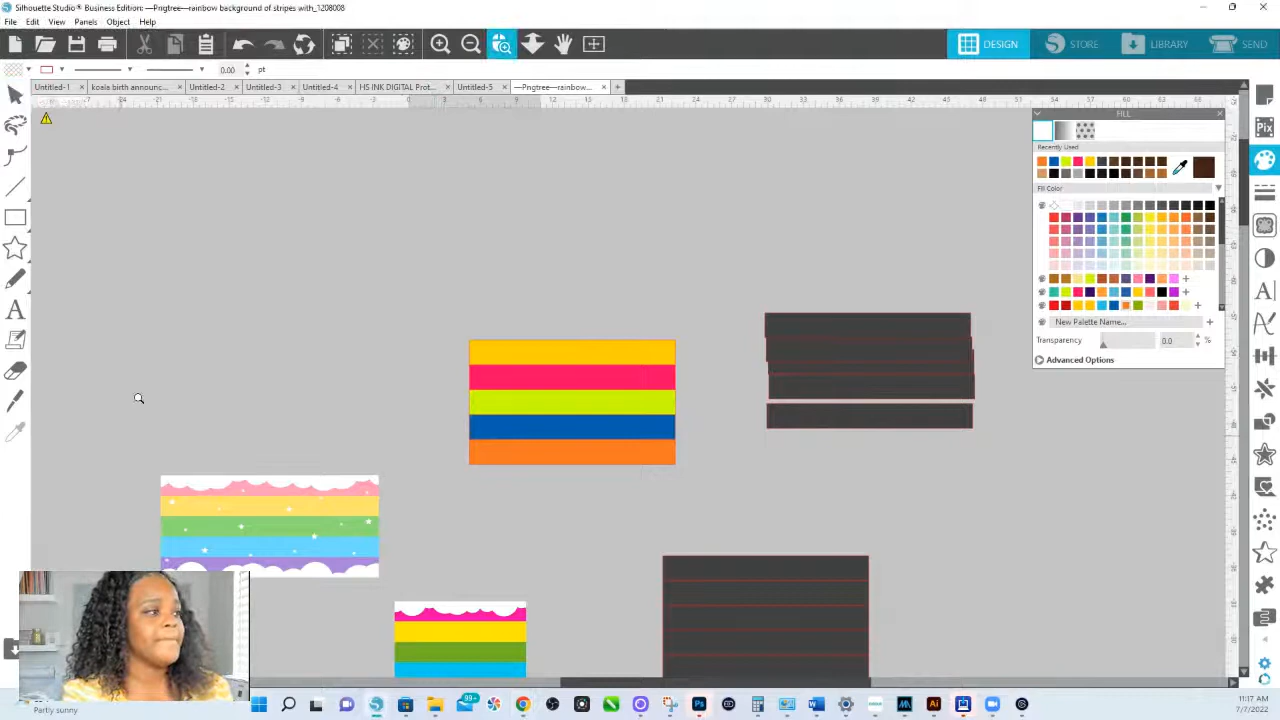 Silhouette Studio® Business Edition: —Pngtree—rainbow background of stripes with_1208008
File Edit View Panels Object Help
DESIGN STORE LIBRARY SEND
0.00 pt
Untitled-1 koala birth announc... Untitled-2 Untitled-3 Untitled-4 HS INK DIGITAL Prot... Untitled-5 —Pngtree—rainbow...
FILL
Recently Used
Fill Color
New Palette Name...
Transparency 0.0 %
Advanced Options
99+
Partly sunny
11:17 AM
7/7/2022